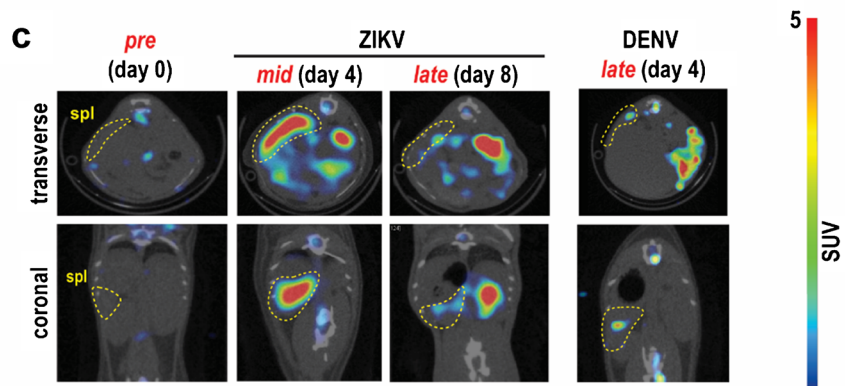 c
pre
(day 0)
ZIKV
mid (day 4)
late (day 8)
DENV
late (day 4)
5
transverse
spl
coronal
spl
SUV